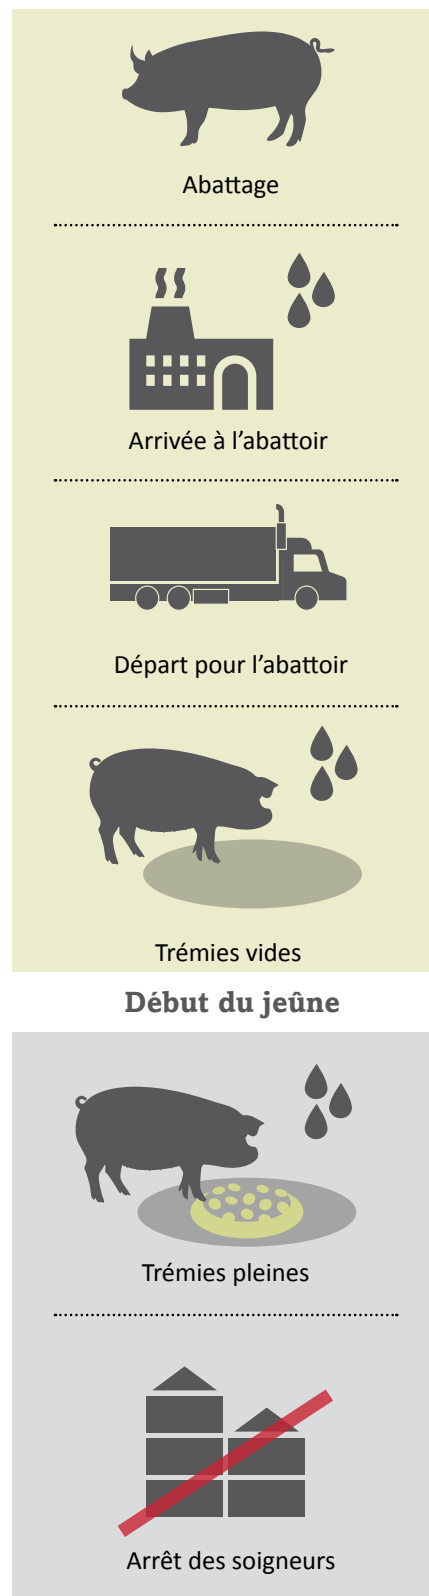 Abattage
Arrivée à l'abattoir
Départ pour l'abattoir
Trémies vides
Début du jeûne
Trémies pleines
Arrêt des soigneurs